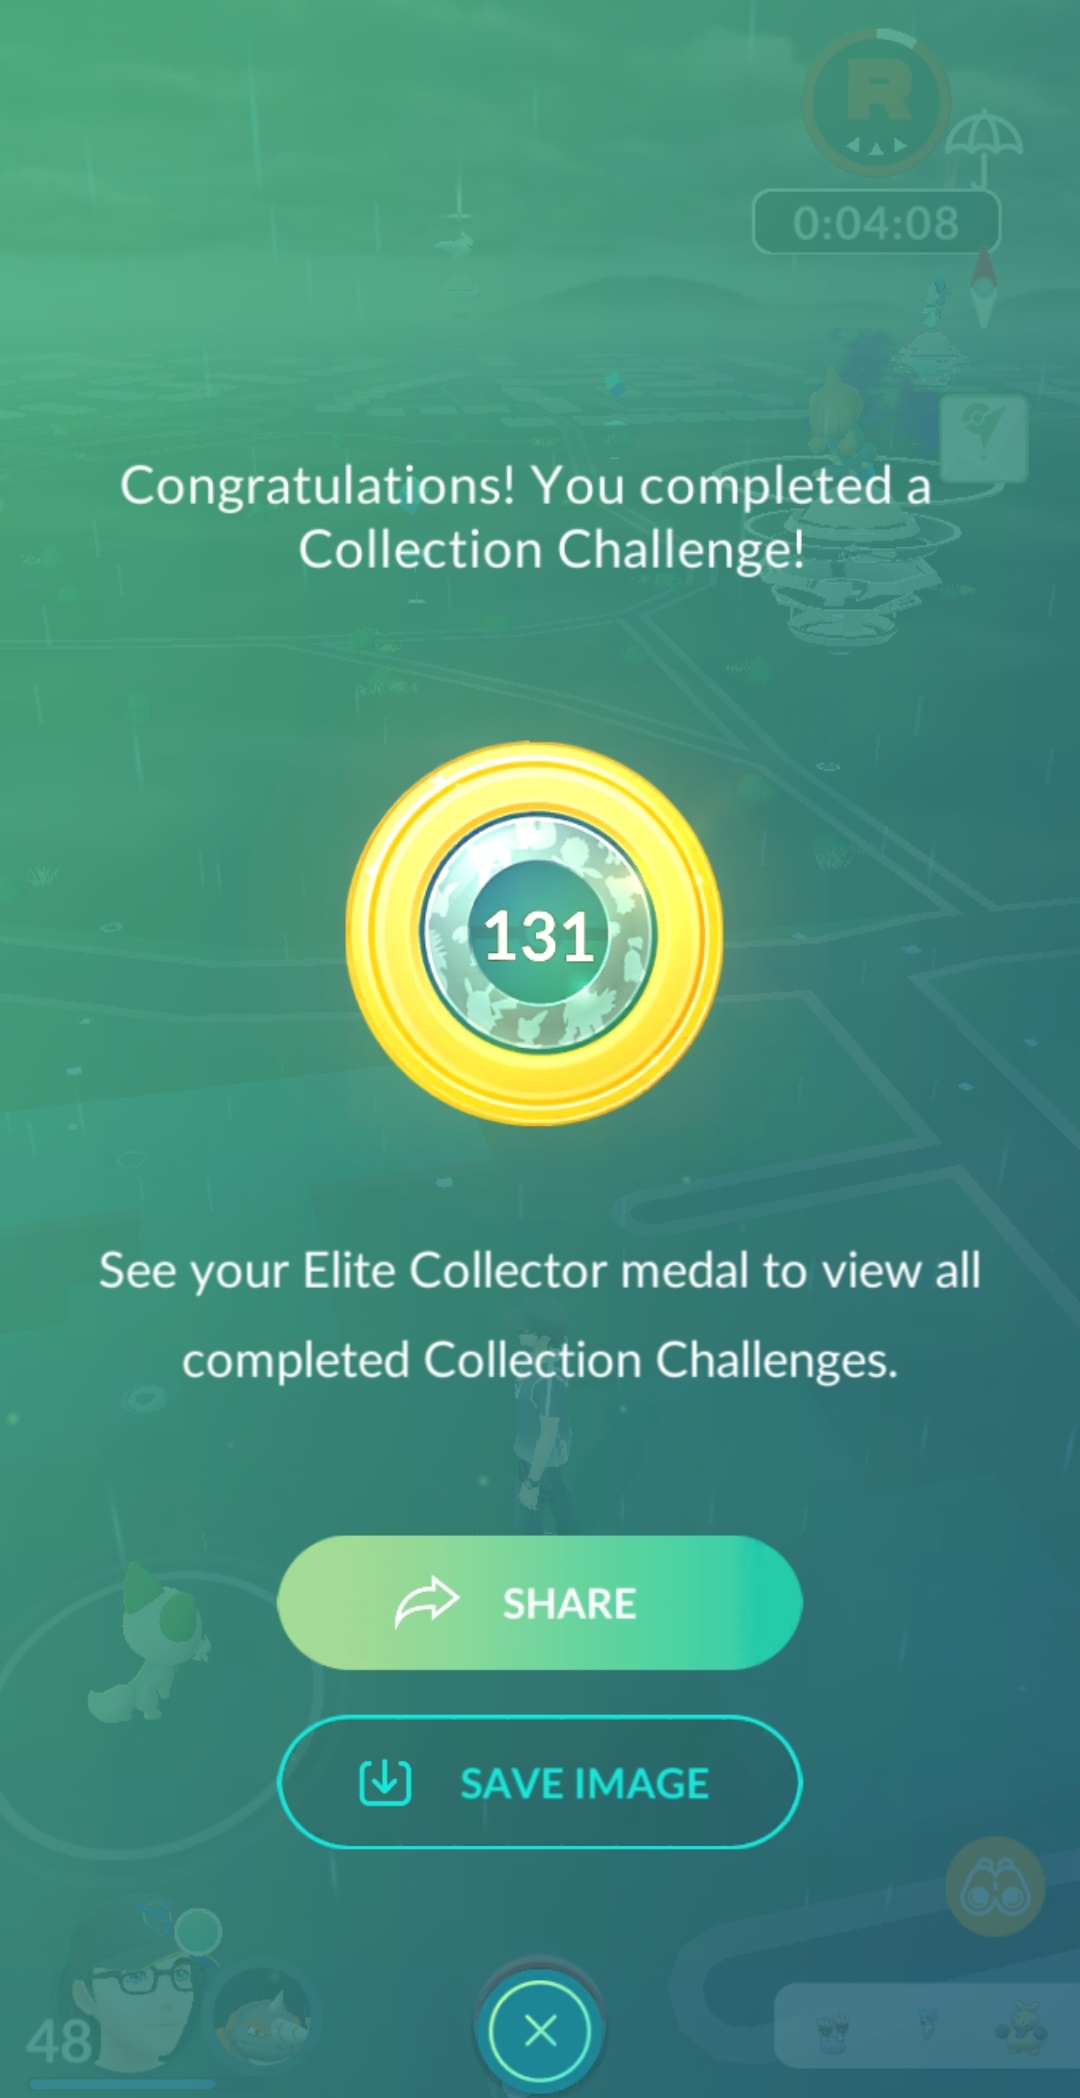 R
0:04:08
Congratulations! You completed a
Collection Challenge!
131
See your Elite Collector medal to view all
completed Collection Challenges.
SHARE
SAVE IMAGE
48